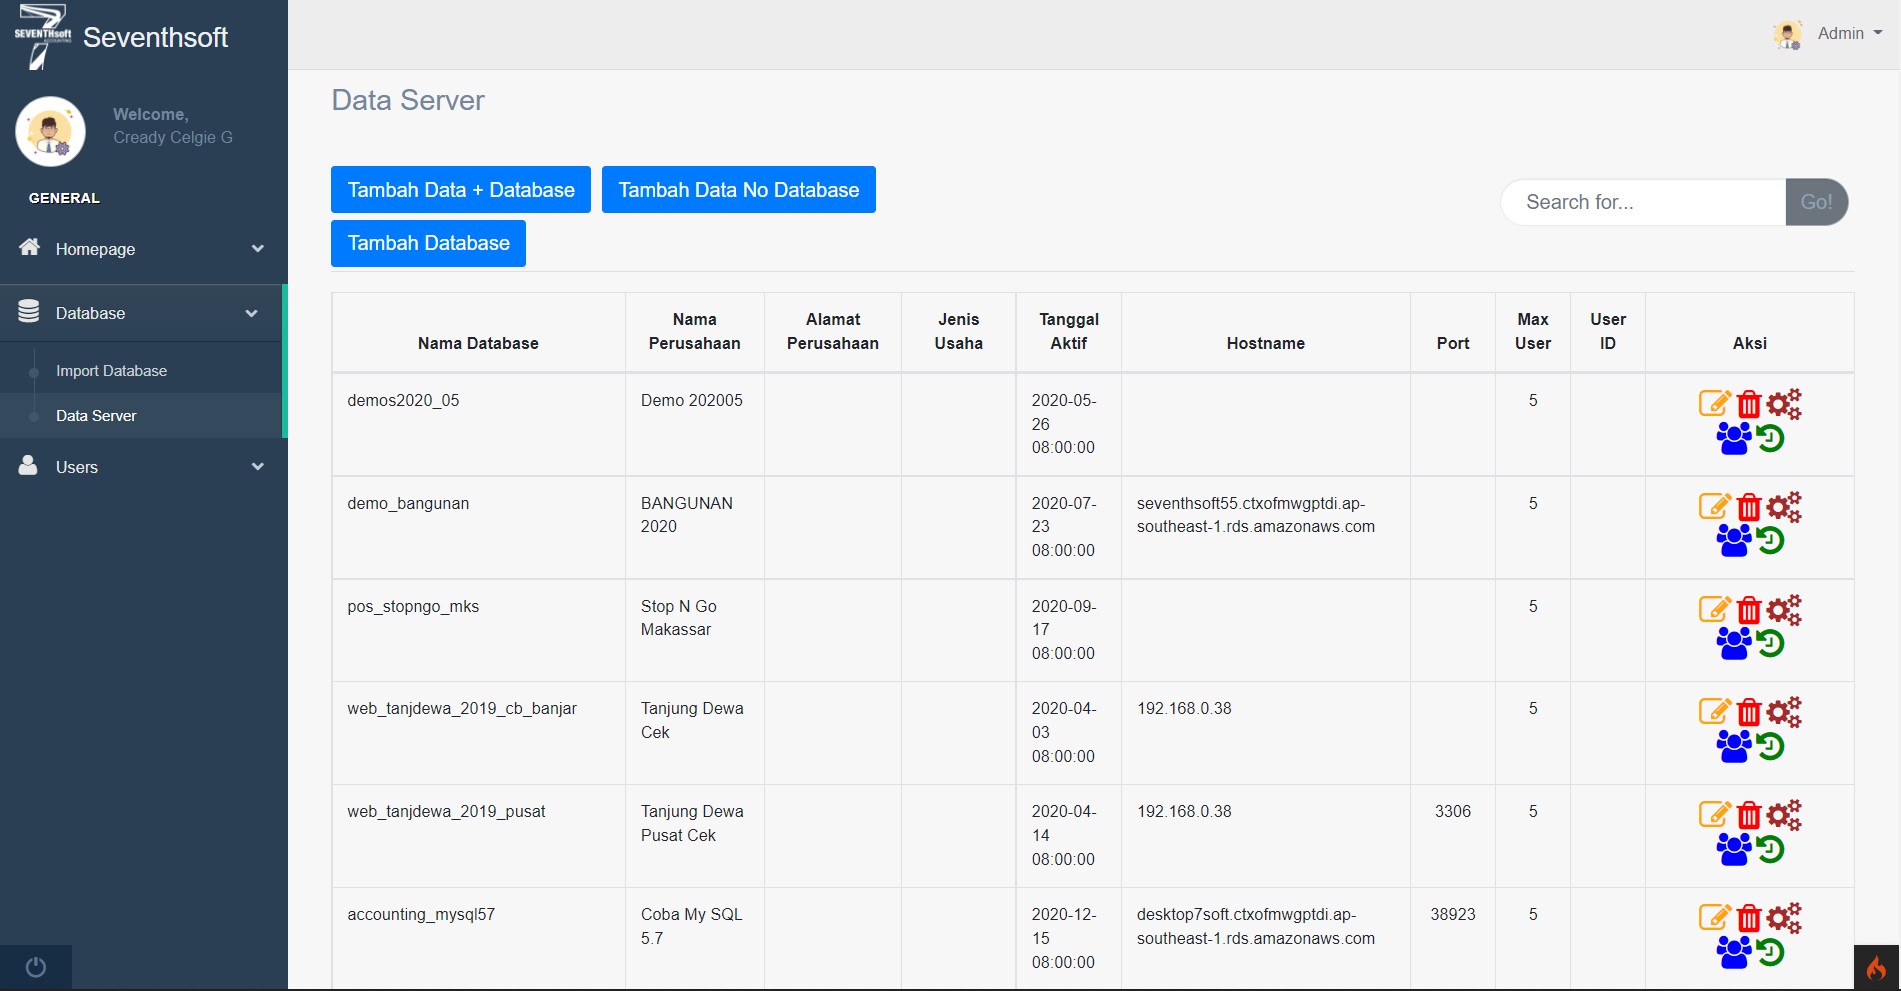 SEVENTHsoft
ACCOUNTING
Seventhsoft
Admin
Welcome,
Cready Celgie G
GENERAL
Homepage
Database
Import Database
Data Server
Users
Data Server
Tambah Data + Database
Tambah Data No Database
Tambah Database
Search for...
Go!
Nama Database
Nama
Perusahaan
Alamat
Perusahaan
Jenis
Usaha
Tanggal
Aktif
Hostname
Port
Max
User
User
ID
Aksi
demos2020_05
Demo 202005
2020-05-
26
08:00:00
5
demo_bangunan
BANGUNAN
2020
2020-07-
23
08:00:00
seventhsoft55.ctxofmwgptdi.ap-
southeast-1.rds.amazonaws.com
5
pos_stopngo_mks
Stop N Go
Makassar
2020-09-
17
08:00:00
5
web_tanjdewa_2019_cb_banjar
Tanjung Dewa
Cek
2020-04-
03
08:00:00
192.168.0.38
5
web_tanjdewa_2019_pusat
Tanjung Dewa
Pusat Cek
2020-04-
14
08:00:00
192.168.0.38
3306
5
accounting_mysql57
Coba My SQL
5.7
2020-12-
15
08:00:00
desktop7soft.ctxofmwgptdi.ap-
southeast-1.rds.amazonaws.com
38923
5